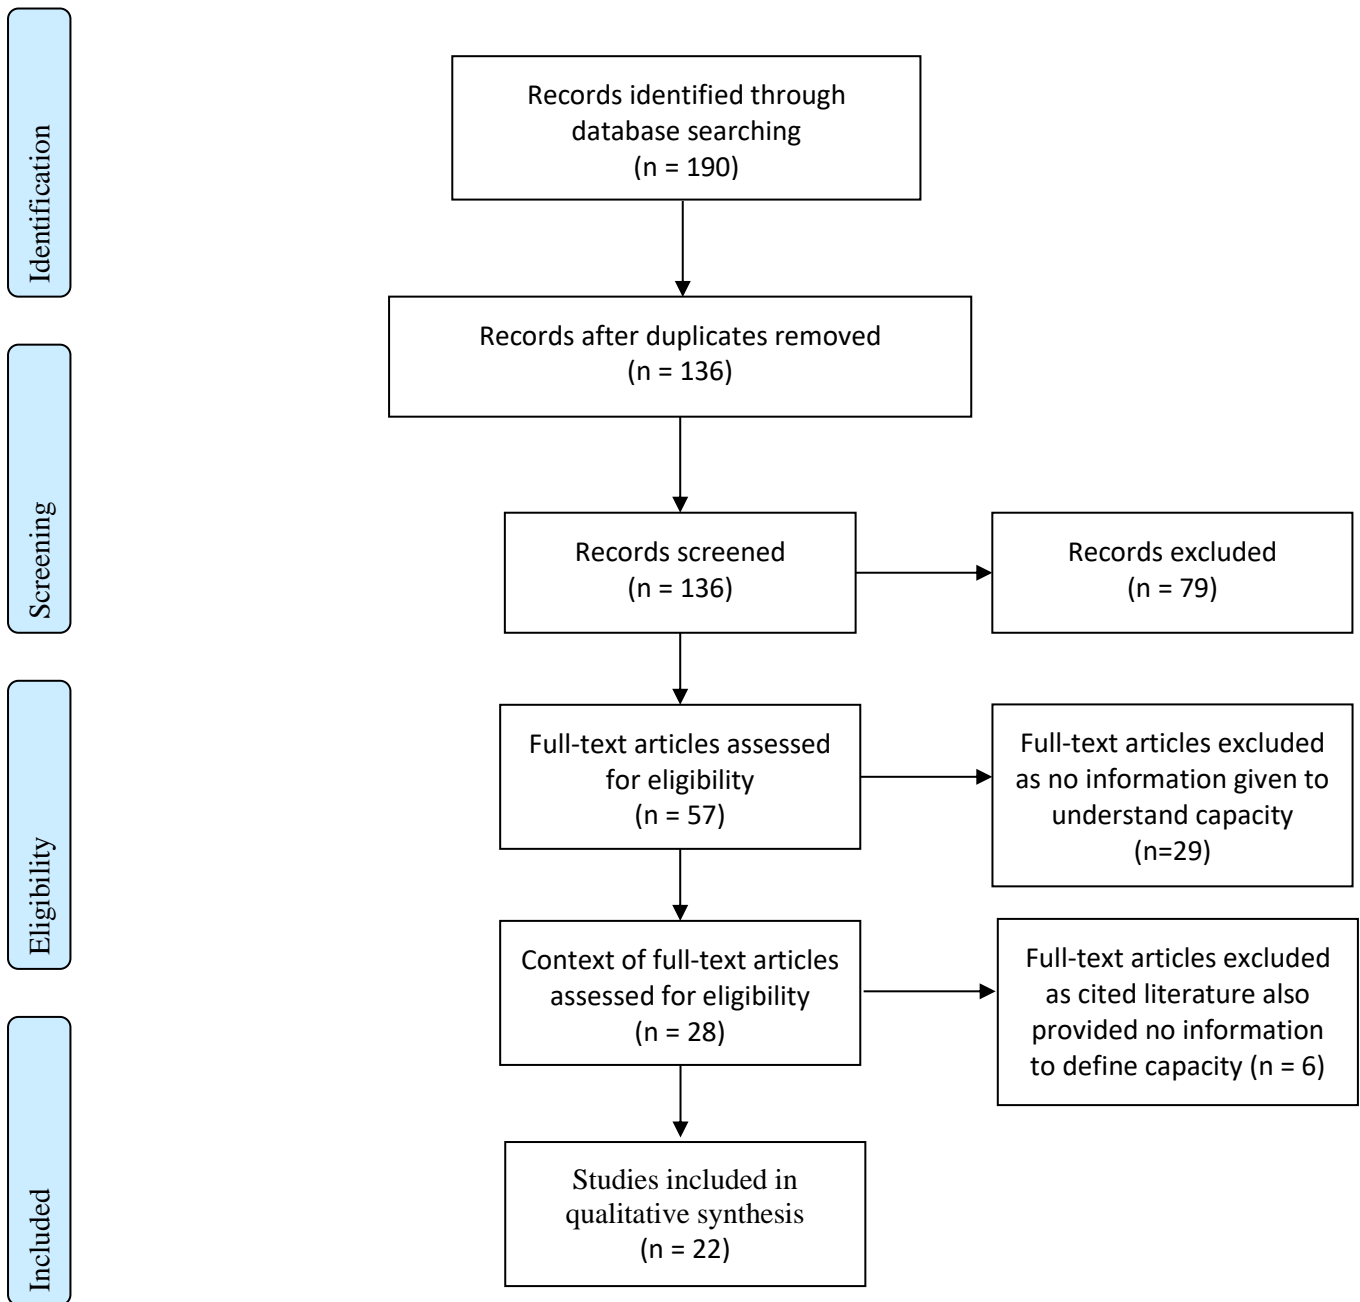 Identification
Records identified through
database searching
(n = 190)
Records after duplicates removed
(n = 136)
Screening
Records screened
(n = 136)
Records excluded
(n = 79)
Eligibility
Full-text articles assessed
for eligibility
(n = 57)
Full-text articles excluded
as no information given to
understand capacity
(n=29)
Context of full-text articles
assessed for eligibility
(n = 28)
Full-text articles excluded
as cited literature also
provided no information
to define capacity (n = 6)
Included
Studies included in
qualitative synthesis
(n = 22)